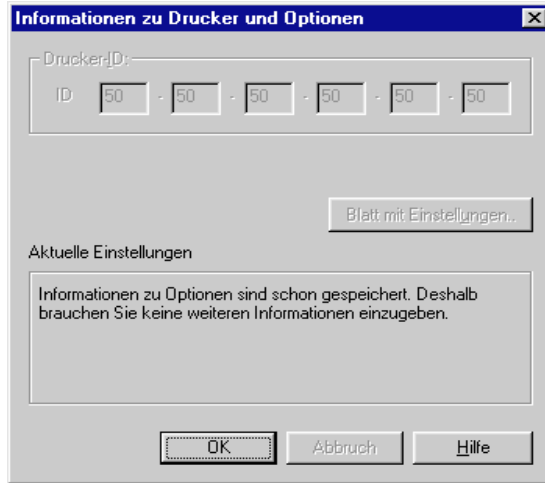 Informationen zu Drucker und Optionen
Drucker-ID:
ID 50 - 50 - 50 - 50 - 50 - 50
Blatt mit Einstellungen..
Aktuelle Einstellungen
Informationen zu Optionen sind schon gespeichert. Deshalb
brauchen Sie keine weiteren Informationen einzugeben.
OK Abbruch Hilfe